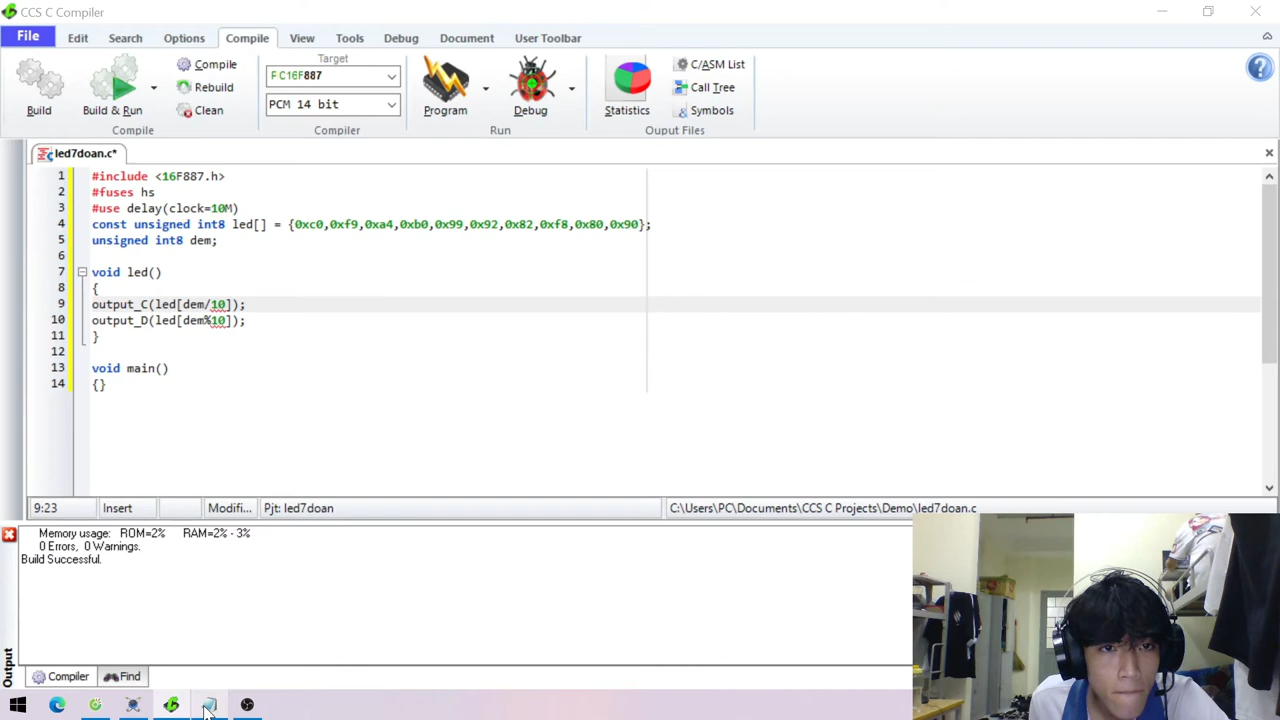 CCS C Compiler
File Edit Search Options Compile View Tools Debug Document User Toolbar
Build
Build & Run
Compile
Rebuild
Clean
Compile
Target
PCM 14 bit
Compiler
Program
Debug
Run
Statistics
C/ASM List
Call Tree
Symbols
Ouput Files
led7doan.c*
1 #include <16F887.h>
2 #fuses hs
3 #use delay(clock=10M)
4 const unsigned int8 led[] = {0xc0,0xf9,0xa4,0xb0,0x99,0x92,0x82,0xf8,0x80,0x90};
5 unsigned int8 dem;
6
7 void led()
8 {
9 output_C(led[dem/10]);
10 output_D(led[dem%10]);
11 }
12
13 void main()
14 {}
9:23 Insert Modifi... Pjt: led7doan C:\Users\PC\Documents\CCS C Projects\Demo\led7doan.c
Memory usage: ROM=2% RAM=2% - 3%
0 Errors, 0 Warnings.
Build Successful.
Output
Compiler Find